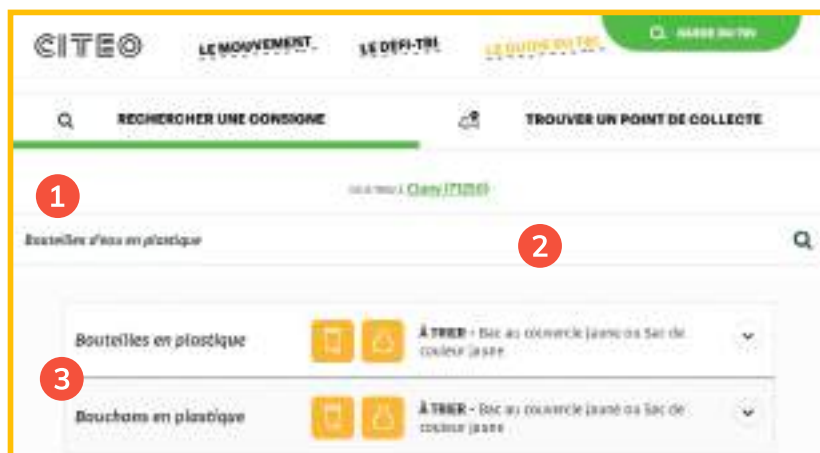 CITEO LE MOUVEMENT LE DÉFI-TRI LE GUIDE DU TRI GUIDE DU TRI
RECHERCHER UNE CONSIGNE TROUVER UN POINT DE COLLECTE
1
Cluny (71250)
Bouteilles d'eau en plastique
2
Bouteilles en plastique
À TRIER - Bac au couvercle jaune ou Sac de
couleur jaune
3
Bouchons en plastique
À TRIER - Bac au couvercle jaune ou Sac de
couleur jaune